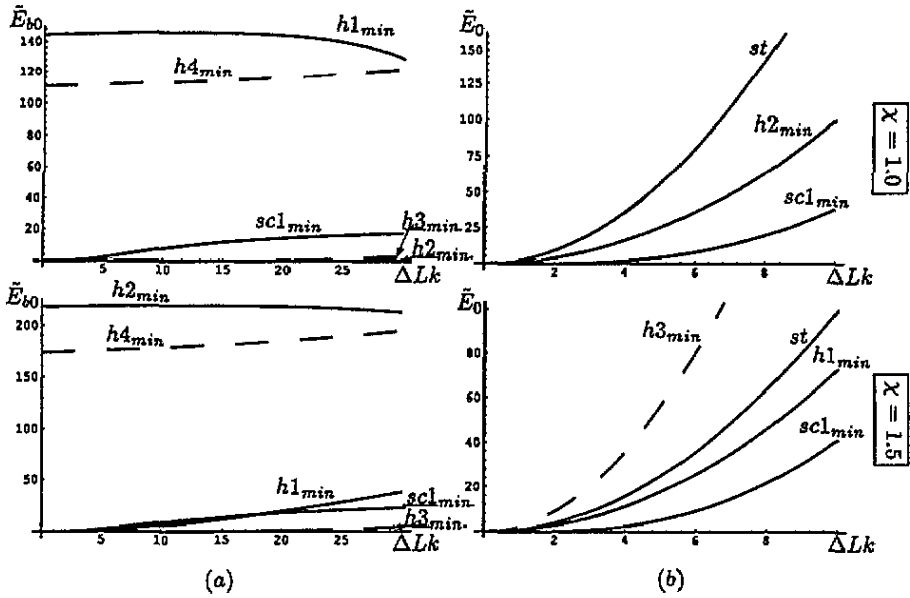 Ẽb0
140
120
100
80
60
40
20
h1min
h4min
sc1min
h3min.
h2min.
5
10
15
20
25
ΔLk
Ẽ0
150
125
100
75
50
25
st
h2min
sc1min
2
4
6
8
ΔLk
χ = 1.0
Ẽb0
200
150
100
50
h2min
h4min
h1min
sc1min.
h3min.
5
10
15
20
25
ΔLk
(a)
Ẽ0
80
60
40
20
h3min
st
h1min
sc1min
2
4
6
8
ΔLk
(b)
χ = 1.5